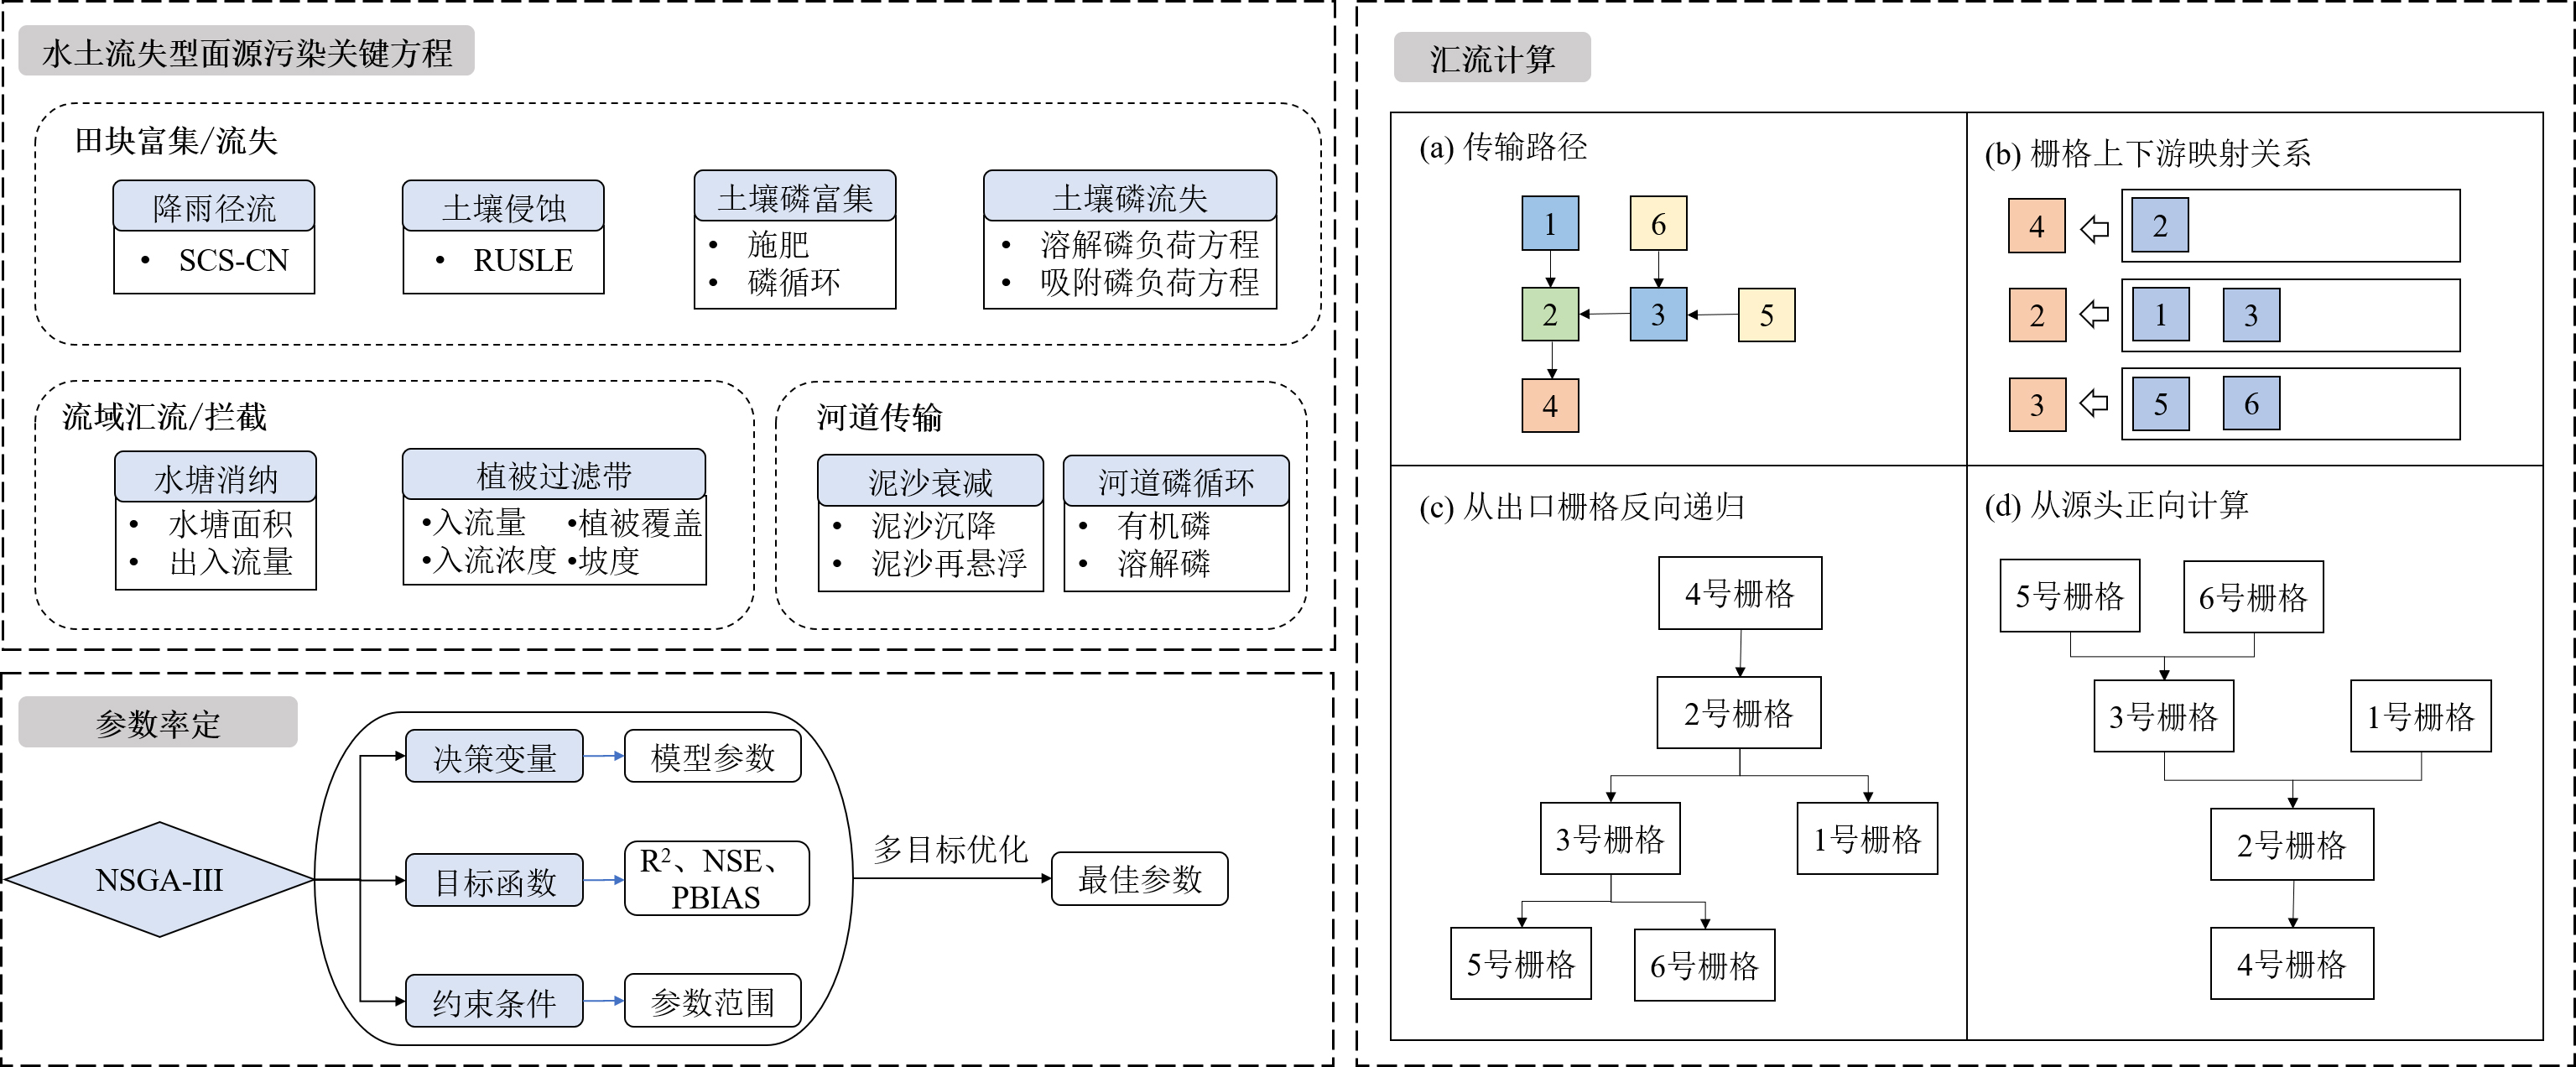 水土流失型面源污染关键方程
田块富集/流失
降雨径流
• SCS-CN
土壤侵蚀
• RUSLE
土壤磷富集
• 施肥
• 磷循环
土壤磷流失
• 溶解磷负荷方程
• 吸附磷负荷方程
流域汇流/拦截
水塘消纳
• 水塘面积
• 出入流量
植被过滤带
•入流量 •植被覆盖
•入流浓度 •坡度
河道传输
泥沙衰减
• 泥沙沉降
• 泥沙再悬浮
河道磷循环
• 有机磷
• 溶解磷
参数率定
NSGA-III
决策变量
模型参数
目标函数
R²、NSE、
PBIAS
约束条件
参数范围
多目标优化
最佳参数
汇流计算
(a) 传输路径
1 6
2 3 5
4
(b) 栅格上下游映射关系
4 2
2 1 3
3 5 6
(c) 从出口栅格反向递归
4号栅格
2号栅格
3号栅格 1号栅格
5号栅格 6号栅格
(d) 从源头正向计算
5号栅格 6号栅格
3号栅格 1号栅格
2号栅格
4号栅格